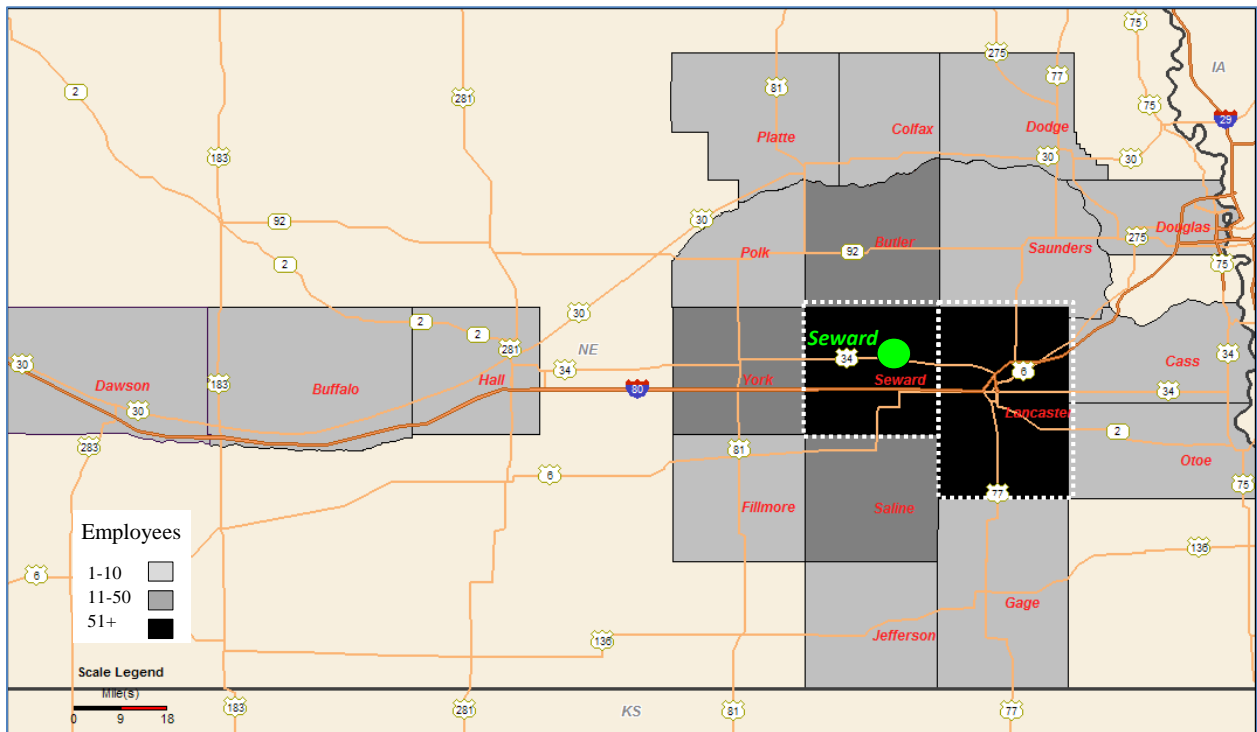 75
275
77
IA
2
81
75
281
29
Platte
Colfax
Dodge
183
30
30
92
30
Douglas
275
Polk
92
Butler
Saunders
75
2
30
2
2
Seward
281
NE
34
34
30
34
6
Cass
Dawson
183
Buffalo
Hall
York
Seward
80
34
30
Lancaster
2
283
81
6
Otoe
77
75
Fillmore
Saline
Employees
1-10
11-50
51+
6
136
Gage
136
Jefferson
Scale Legend
Mile(s)
0 9 18
183
281
KS
81
77